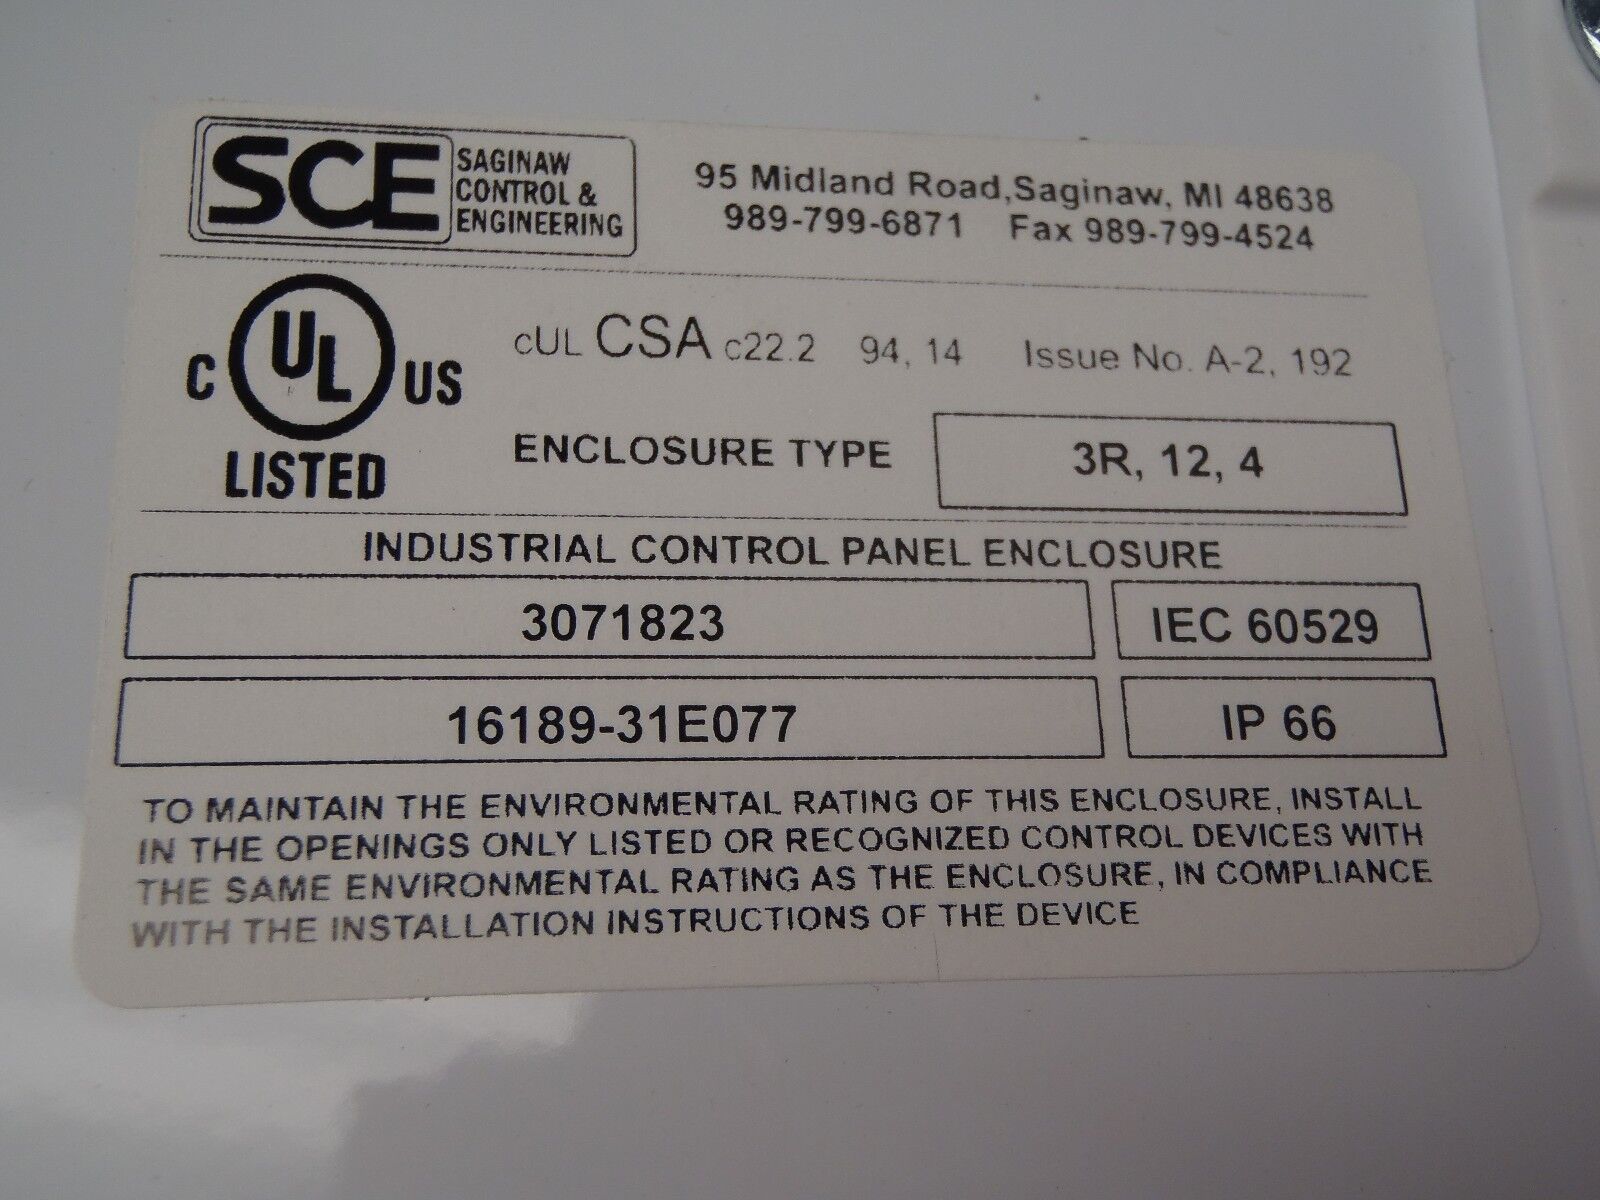 SCE
SAGINAW
CONTROL &
ENGINEERING
95 Midland Road,Saginaw, MI 48638
989-799-6871 Fax 989-799-4524
C UL US
LISTED
cUL CSA c22.2 94, 14 Issue No. A-2, 192
ENCLOSURE TYPE 3R, 12, 4
INDUSTRIAL CONTROL PANEL ENCLOSURE
3071823 IEC 60529
16189-31E077 IP 66
TO MAINTAIN THE ENVIRONMENTAL RATING OF THIS ENCLOSURE, INSTALL
IN THE OPENINGS ONLY LISTED OR RECOGNIZED CONTROL DEVICES WITH
THE SAME ENVIRONMENTAL RATING AS THE ENCLOSURE, IN COMPLIANCE
WITH THE INSTALLATION INSTRUCTIONS OF THE DEVICE